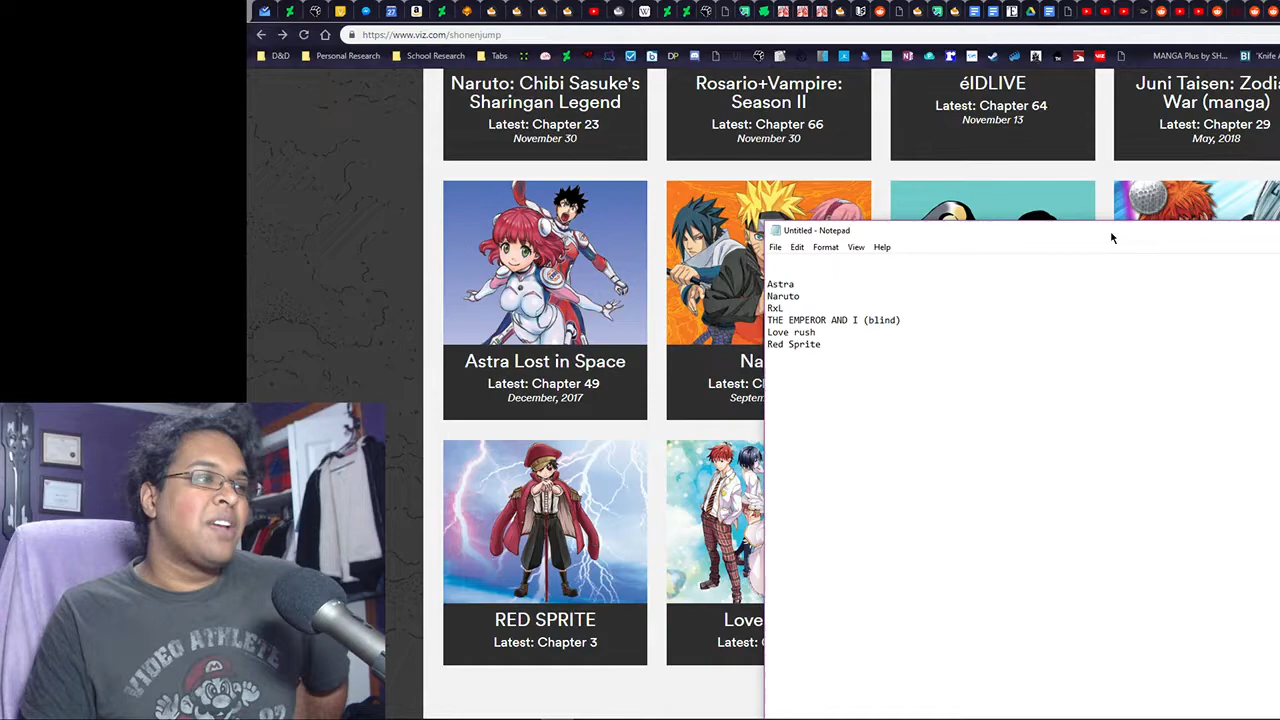 https://www.viz.com/shonenjump
D&D
Personal Research
School Research
Tabs
MANGA Plus by SH...
Naruto: Chibi Sasuke's
Sharingan Legend
Latest: Chapter 23
November 30
Rosario+Vampire:
Season II
Latest: Chapter 66
November 30
éIDLIVE
Latest: Chapter 64
November 13
Juni Taisen: Zodia
War (manga)
Latest: Chapter 29
May, 2018
Astra Lost in Space
Latest: Chapter 49
December, 2017
Na
Latest: C
Septem
RED SPRITE
Latest: Chapter 3
Love
Latest:
Untitled - Notepad
File Edit Format View Help
Astra
Naruto
RxL
THE EMPEROR AND I (blind)
Love rush
Red Sprite
VIDEO ATHLETE